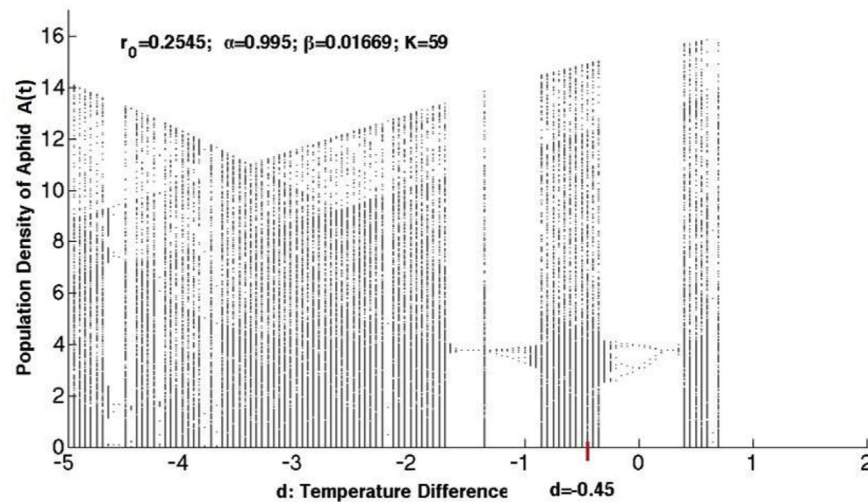 r0=0.2545; α=0.995; β=0.01669; K=59
Population Density of Aphid A(t)
16
14
12
10
8
6
4
2
0
-5 -4 -3 -2 -1 0 1 2
d: Temperature Difference d=-0.45